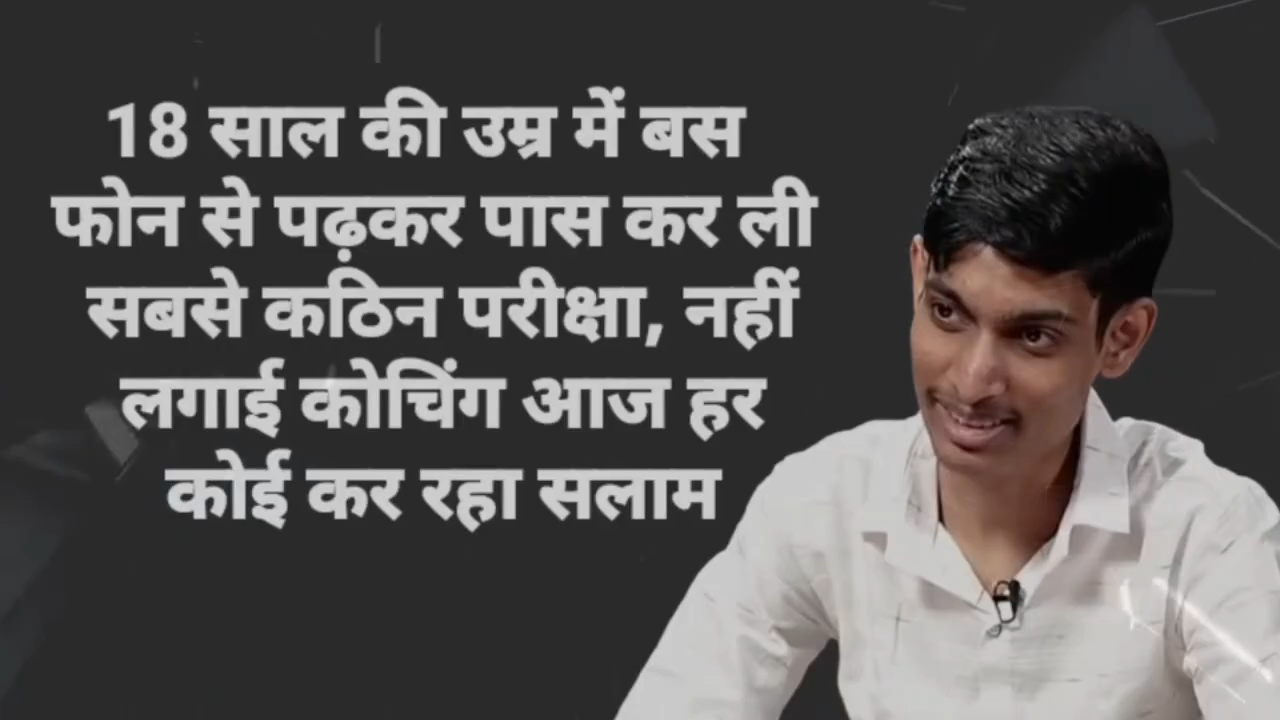 18 साल की उम्र में बस
फोन से पढ़कर पास कर ली
सबसे कठिन परीक्षा, नहीं
लगाई कोचिंग आज हर
कोई कर रहा सलाम